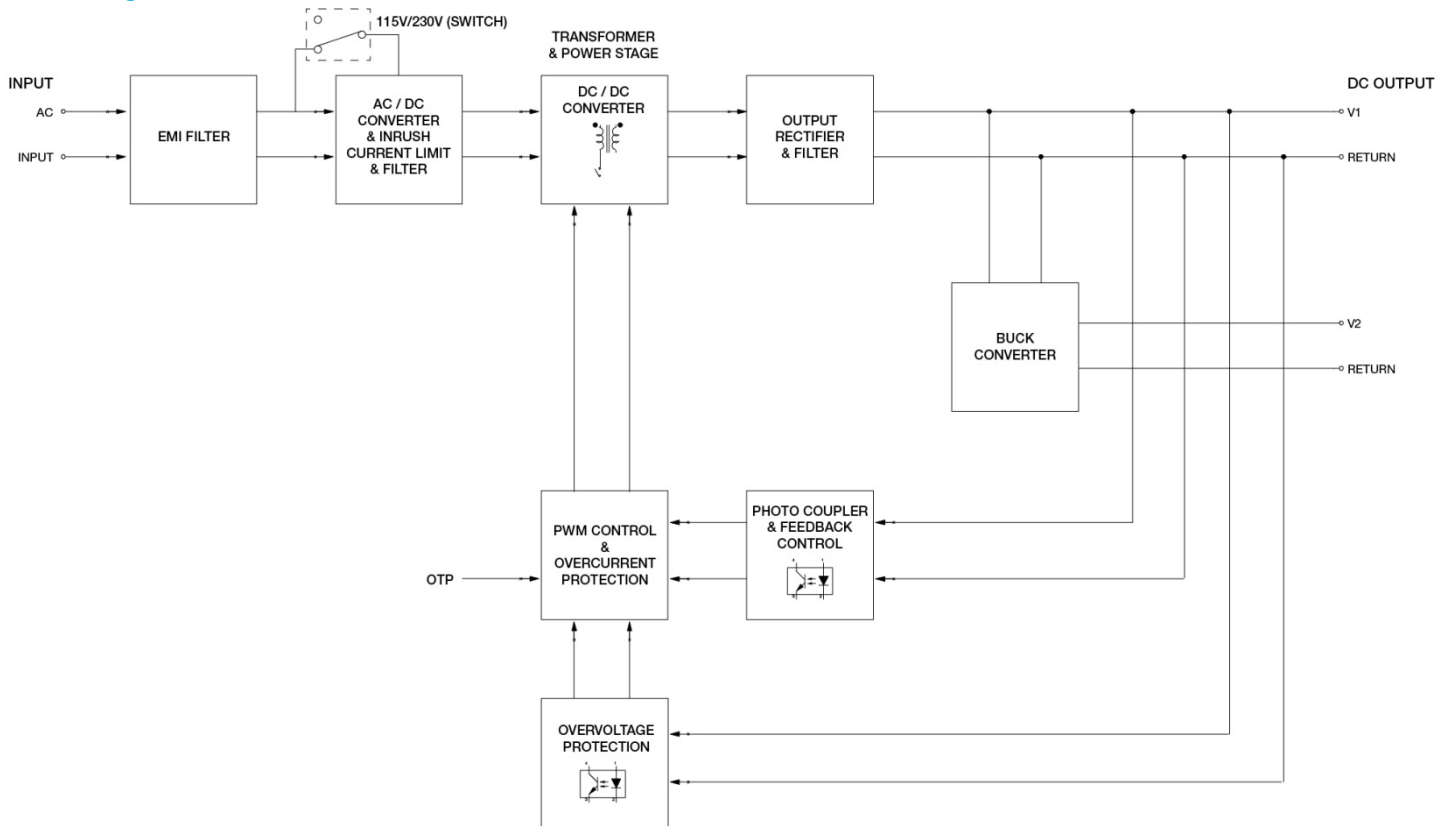 115V/230V (SWITCH)
TRANSFORMER
& POWER STAGE
INPUT
DC OUTPUT
AC
INPUT
EMI FILTER
AC / DC
CONVERTER
& INRUSH
CURRENT LIMIT
& FILTER
DC / DC
CONVERTER
OUTPUT
RECTIFIER
& FILTER
V1
RETURN
BUCK
CONVERTER
V2
RETURN
OTP
PWM CONTROL
&
OVERCURRENT
PROTECTION
PHOTO COUPLER
& FEEDBACK
CONTROL
OVERVOLTAGE
PROTECTION